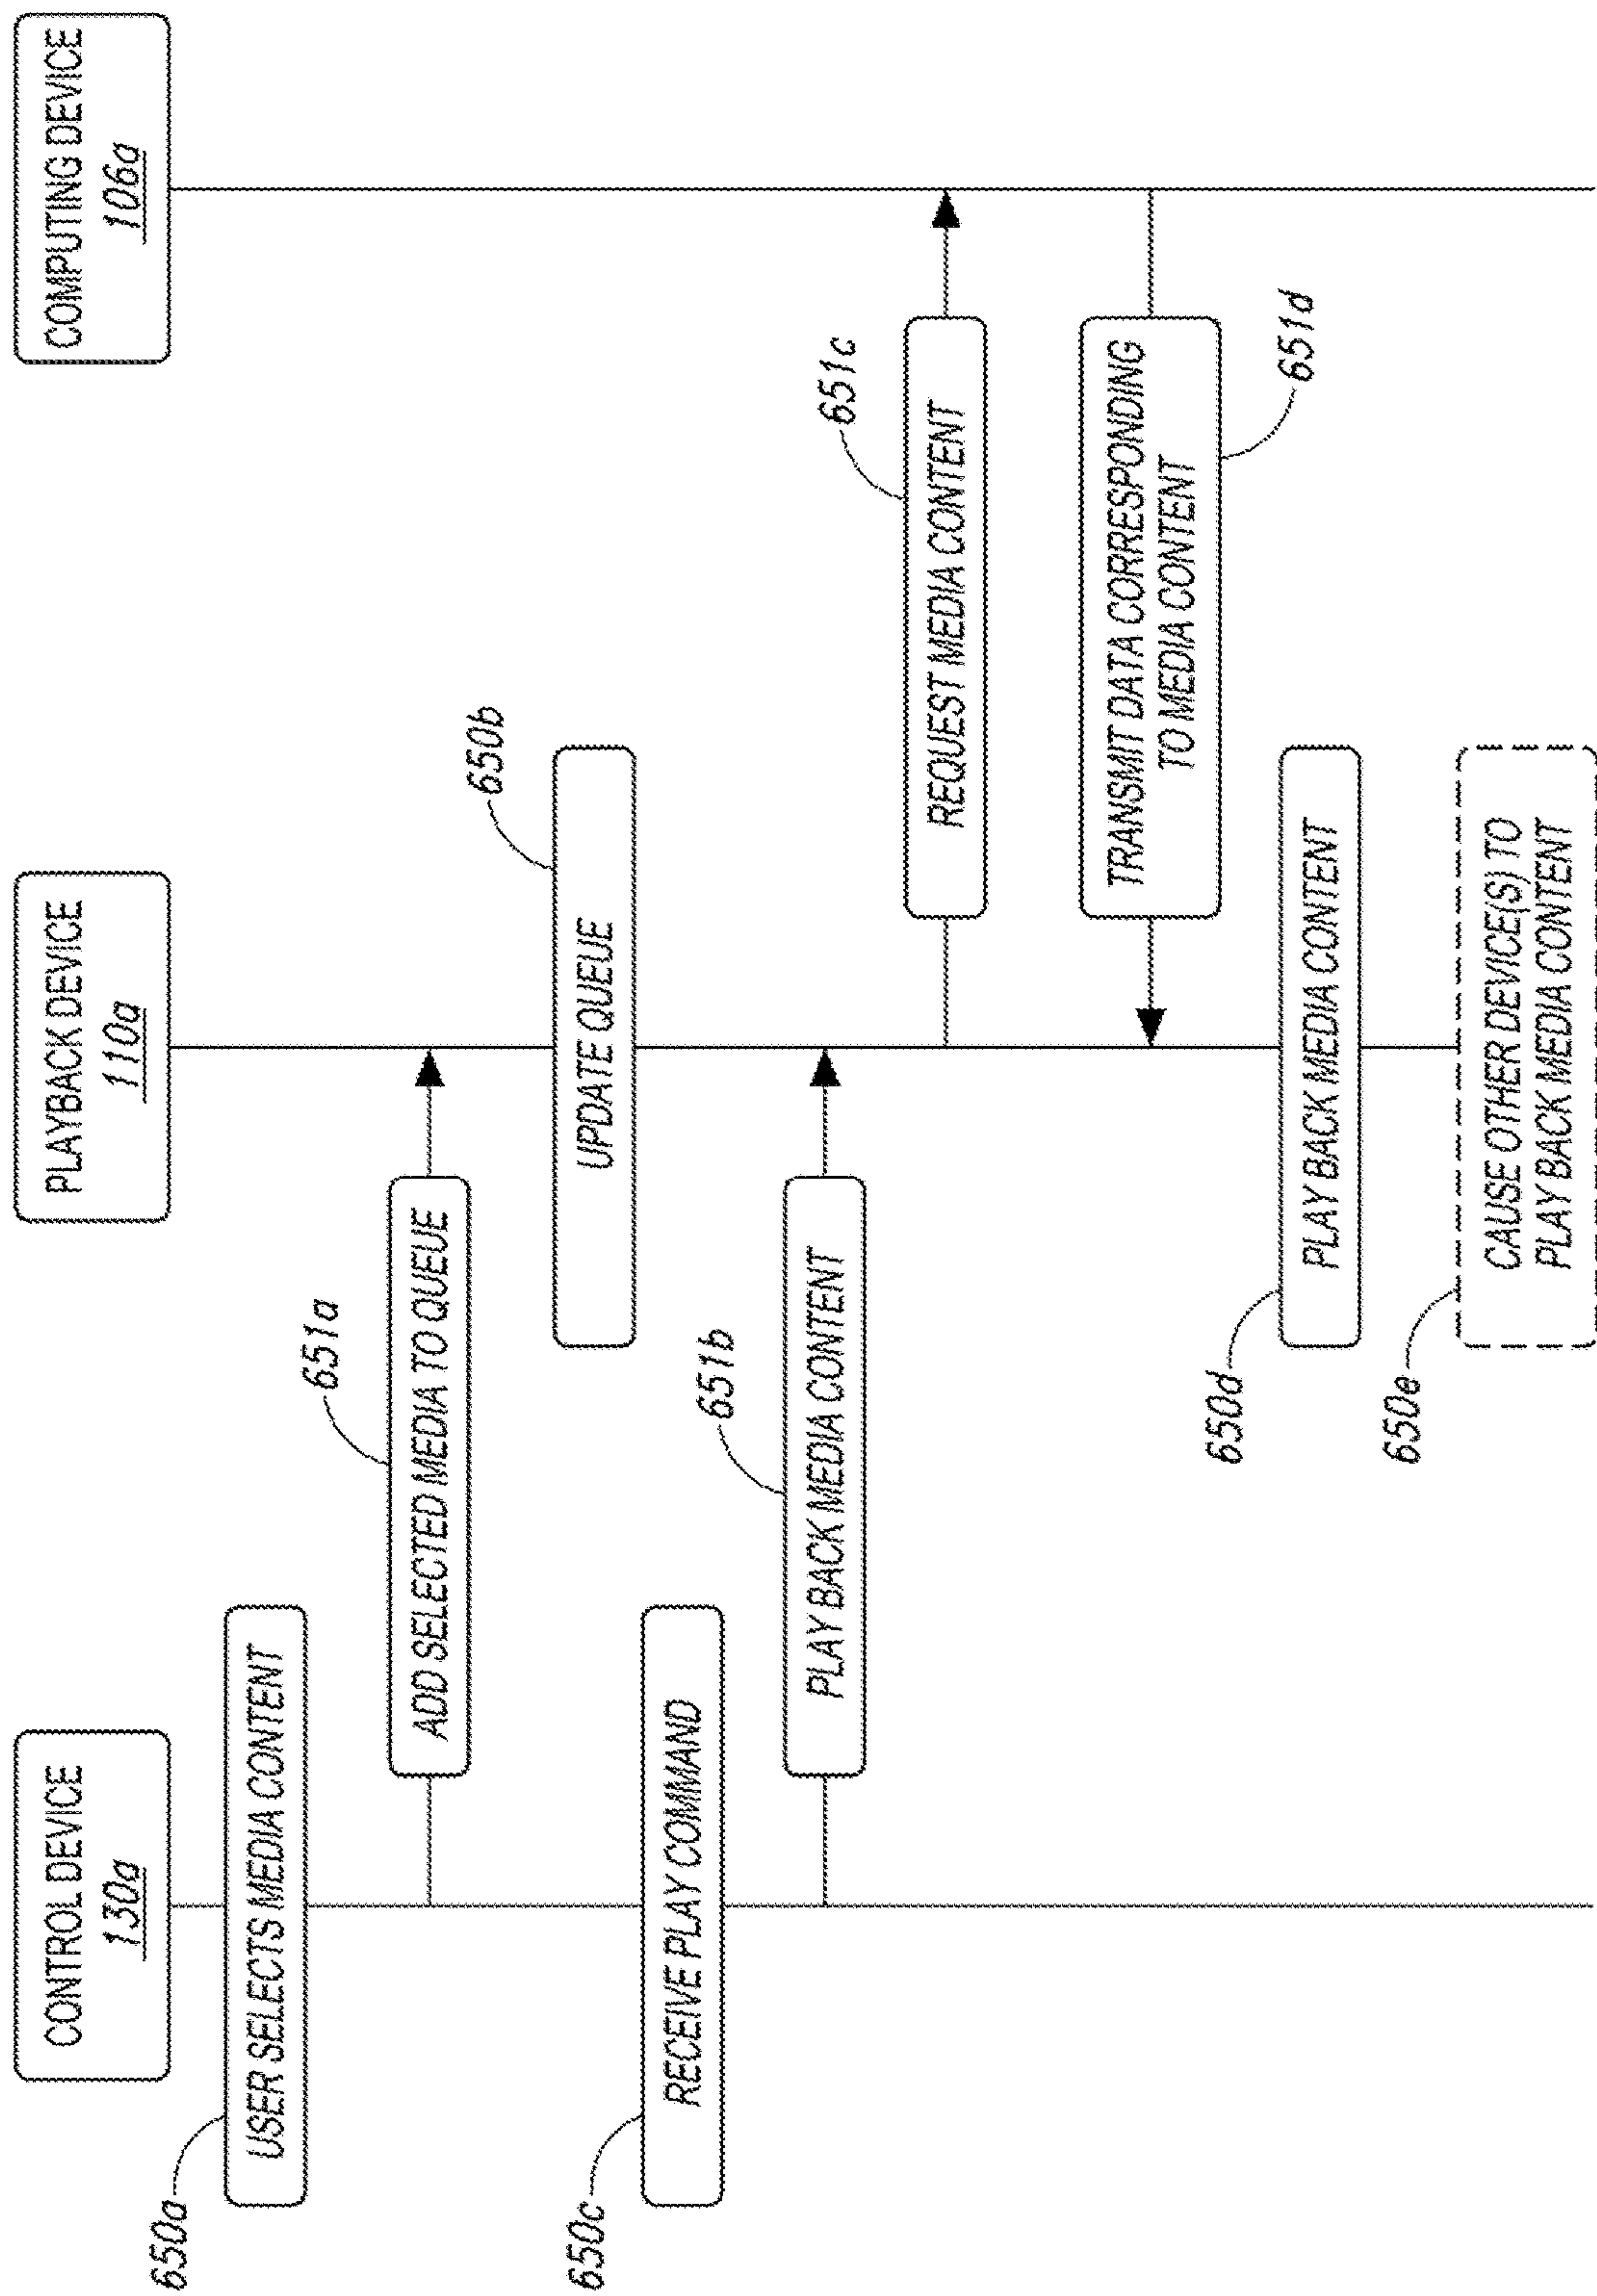 CONTROL DEVICE
130a
PLAYBACK DEVICE
110a
COMPUTING DEVICE
106a
650a
USER SELECTS MEDIA CONTENT
651a
ADD SELECTED MEDIA TO QUEUE
650b
UPDATE QUEUE
650c
RECEIVE PLAY COMMAND
651b
PLAY BACK MEDIA CONTENT
651c
REQUEST MEDIA CONTENT
TRANSMIT DATA CORRESPONDING
TO MEDIA CONTENT
651d
650d
PLAY BACK MEDIA CONTENT
650e
CAUSE OTHER DEVICE(S) TO
PLAY BACK MEDIA CONTENT